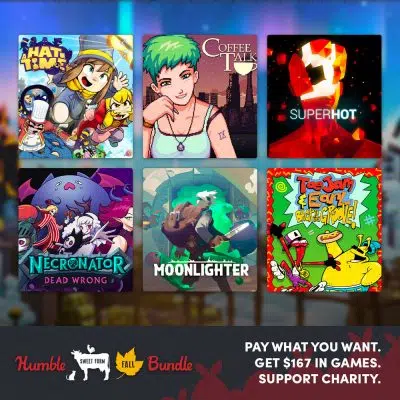 A HAT
IN TIME
COFFEE
TALK
SUPERHOT
NECRONATOR
DEAD WRONG
MOONLIGHTER
ToeJam
& Earl
BACK IN THE GROOVE!
Humble SWEET FARM FALL Bundle
PAY WHAT YOU WANT.
GET $167 IN GAMES.
SUPPORT CHARITY.